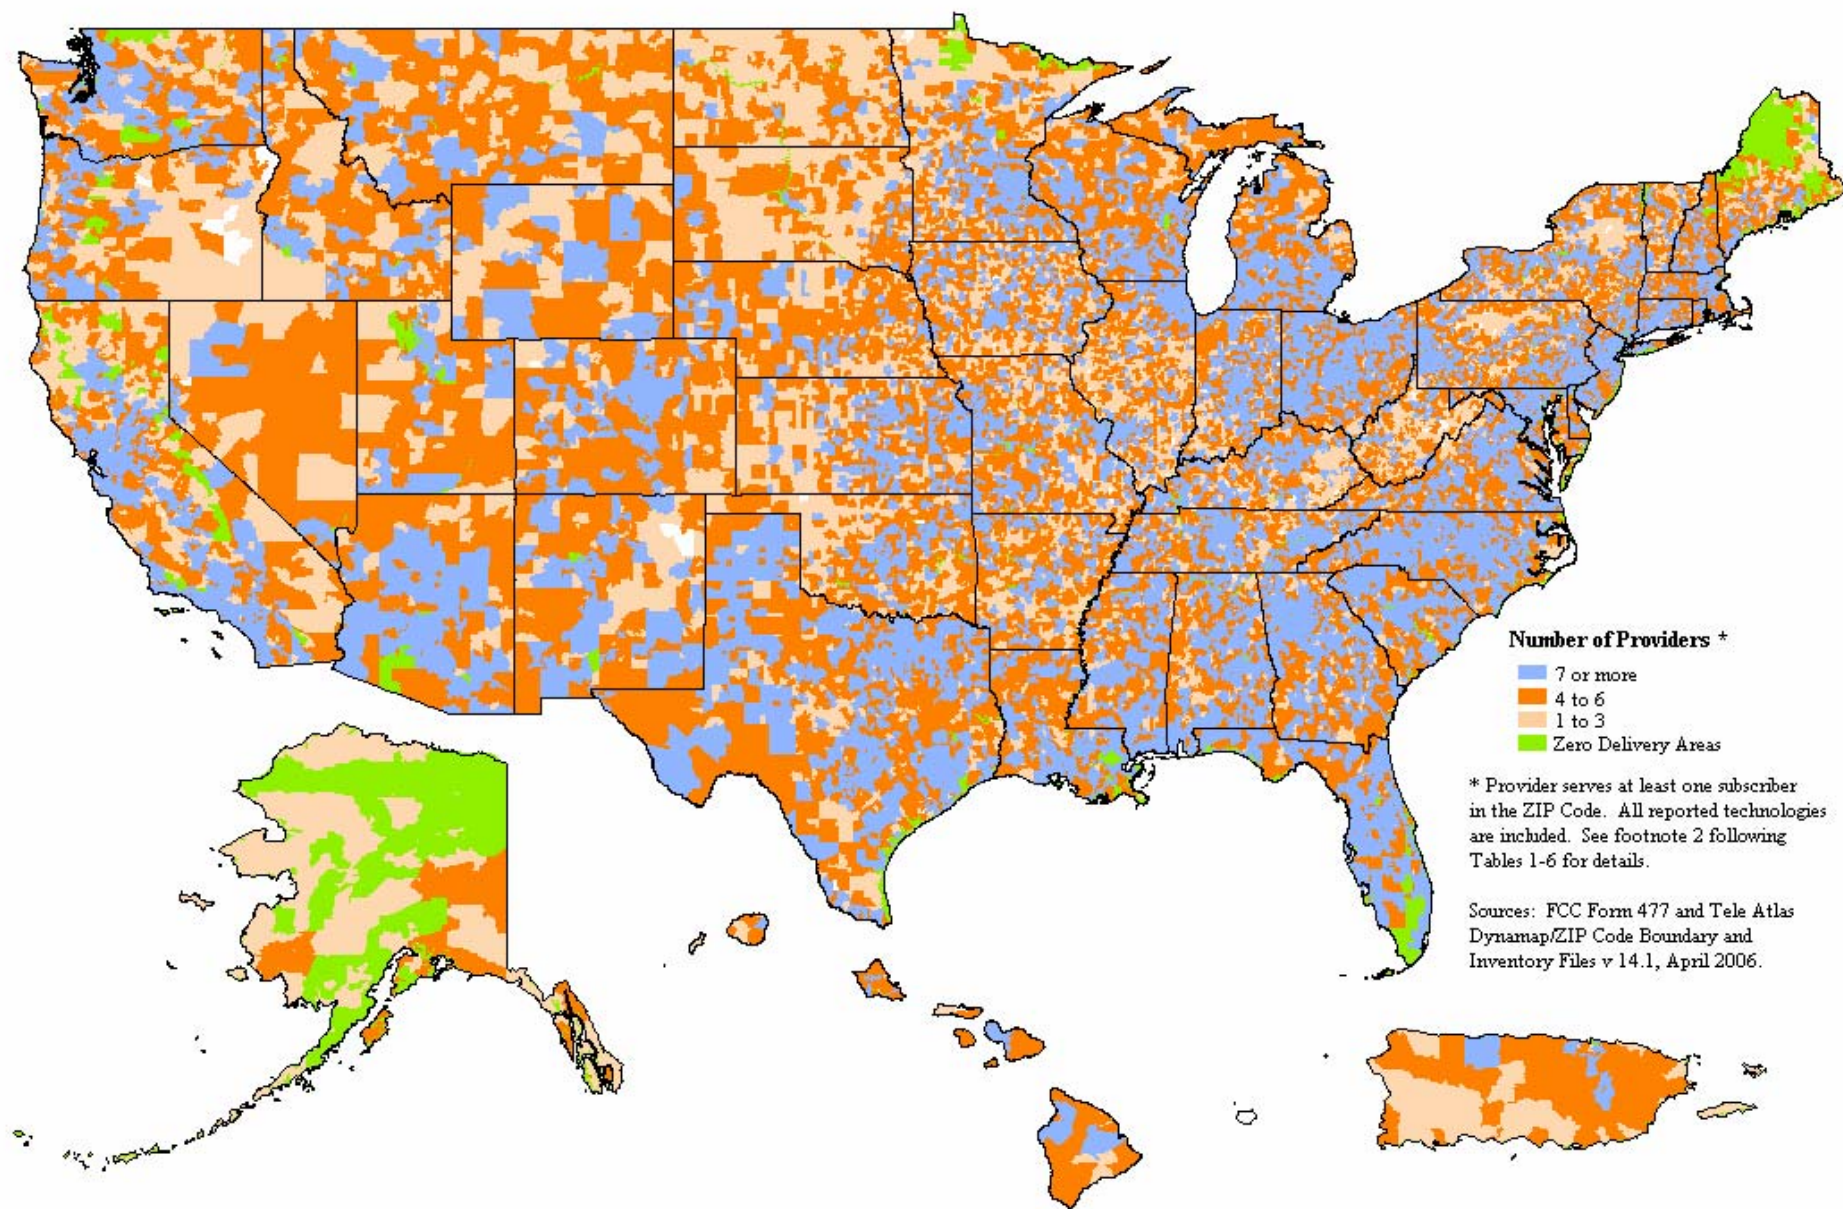 Number of Providers *
7 or more
4 to 6
1 to 3
Zero Delivery Areas
* Provider serves at least one subscriber
in the ZIP Code. All reported technologies
are included. See footnote 2 following
Tables 1-6 for details.
Sources: FCC Form 477 and Tele Atlas
Dynamap/ZIP Code Boundary and
Inventory Files v 14.1, April 2006.